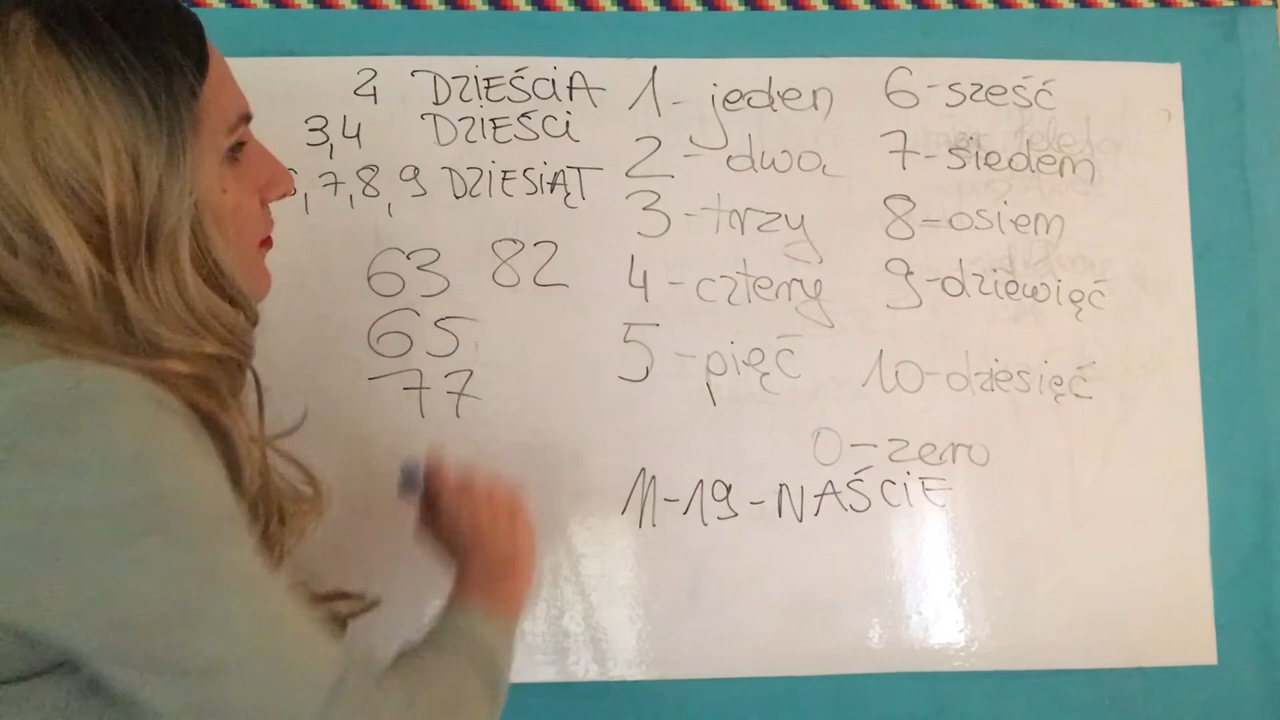 2 DZIEŚCIA
3,4 DZIEŚCI
,7,8,9 DZIESIĄT
63 82
65
77
1- jeden
2- dwa
3-trzy
4-cztery
5-pięć
6-sześć
7-siedem
8-osiem
9-dziewięć
10-dziesięć
0-zero
11-19-NAŚCIE